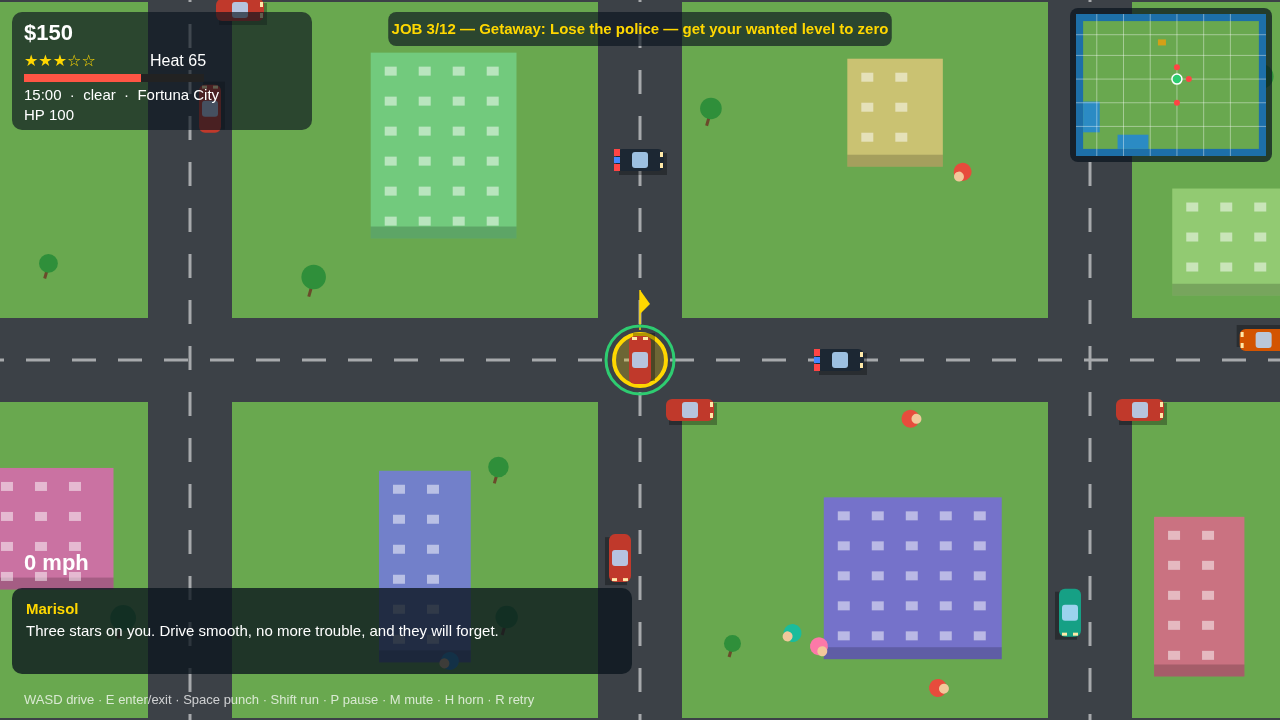 $150
JOB 3/12 — Getaway: Lose the police — get your wanted level to zero
★★★☆☆ Heat 65
15:00 · clear · Fortuna City
HP 100
0 mph
Marisol
Three stars on you. Drive smooth, no more trouble, and they will forget.
WASD drive · E enter/exit · Space punch · Shift run · P pause · M mute · H horn · R retry